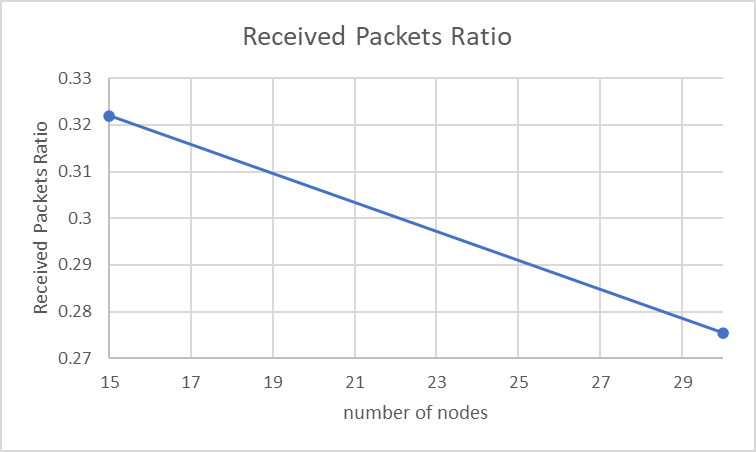 Received Packets Ratio
Received Packets Ratio
0.33
0.32
0.31
0.3
0.29
0.28
0.27
15 17 19 21 23 25 27 29
number of nodes